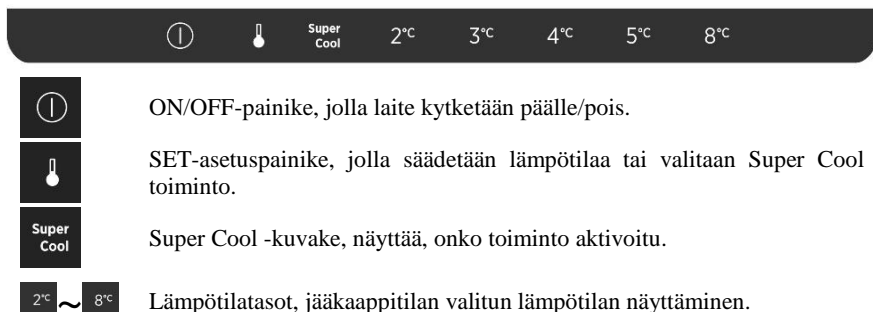 Super Cool 2°C 3°C 4°C 5°C 8°C
ON/OFF-painike, jolla laite kytketään päälle/pois.
SET-asetuspainike, jolla säädetään lämpötilaa tai valitaan Super Cool
toiminto.
Super
Cool
Super Cool -kuvake, näyttää, onko toiminto aktivoitu.
2°C ~ 8°C Lämpötilatasot, jääkaappitilan valitun lämpötilan näyttäminen.